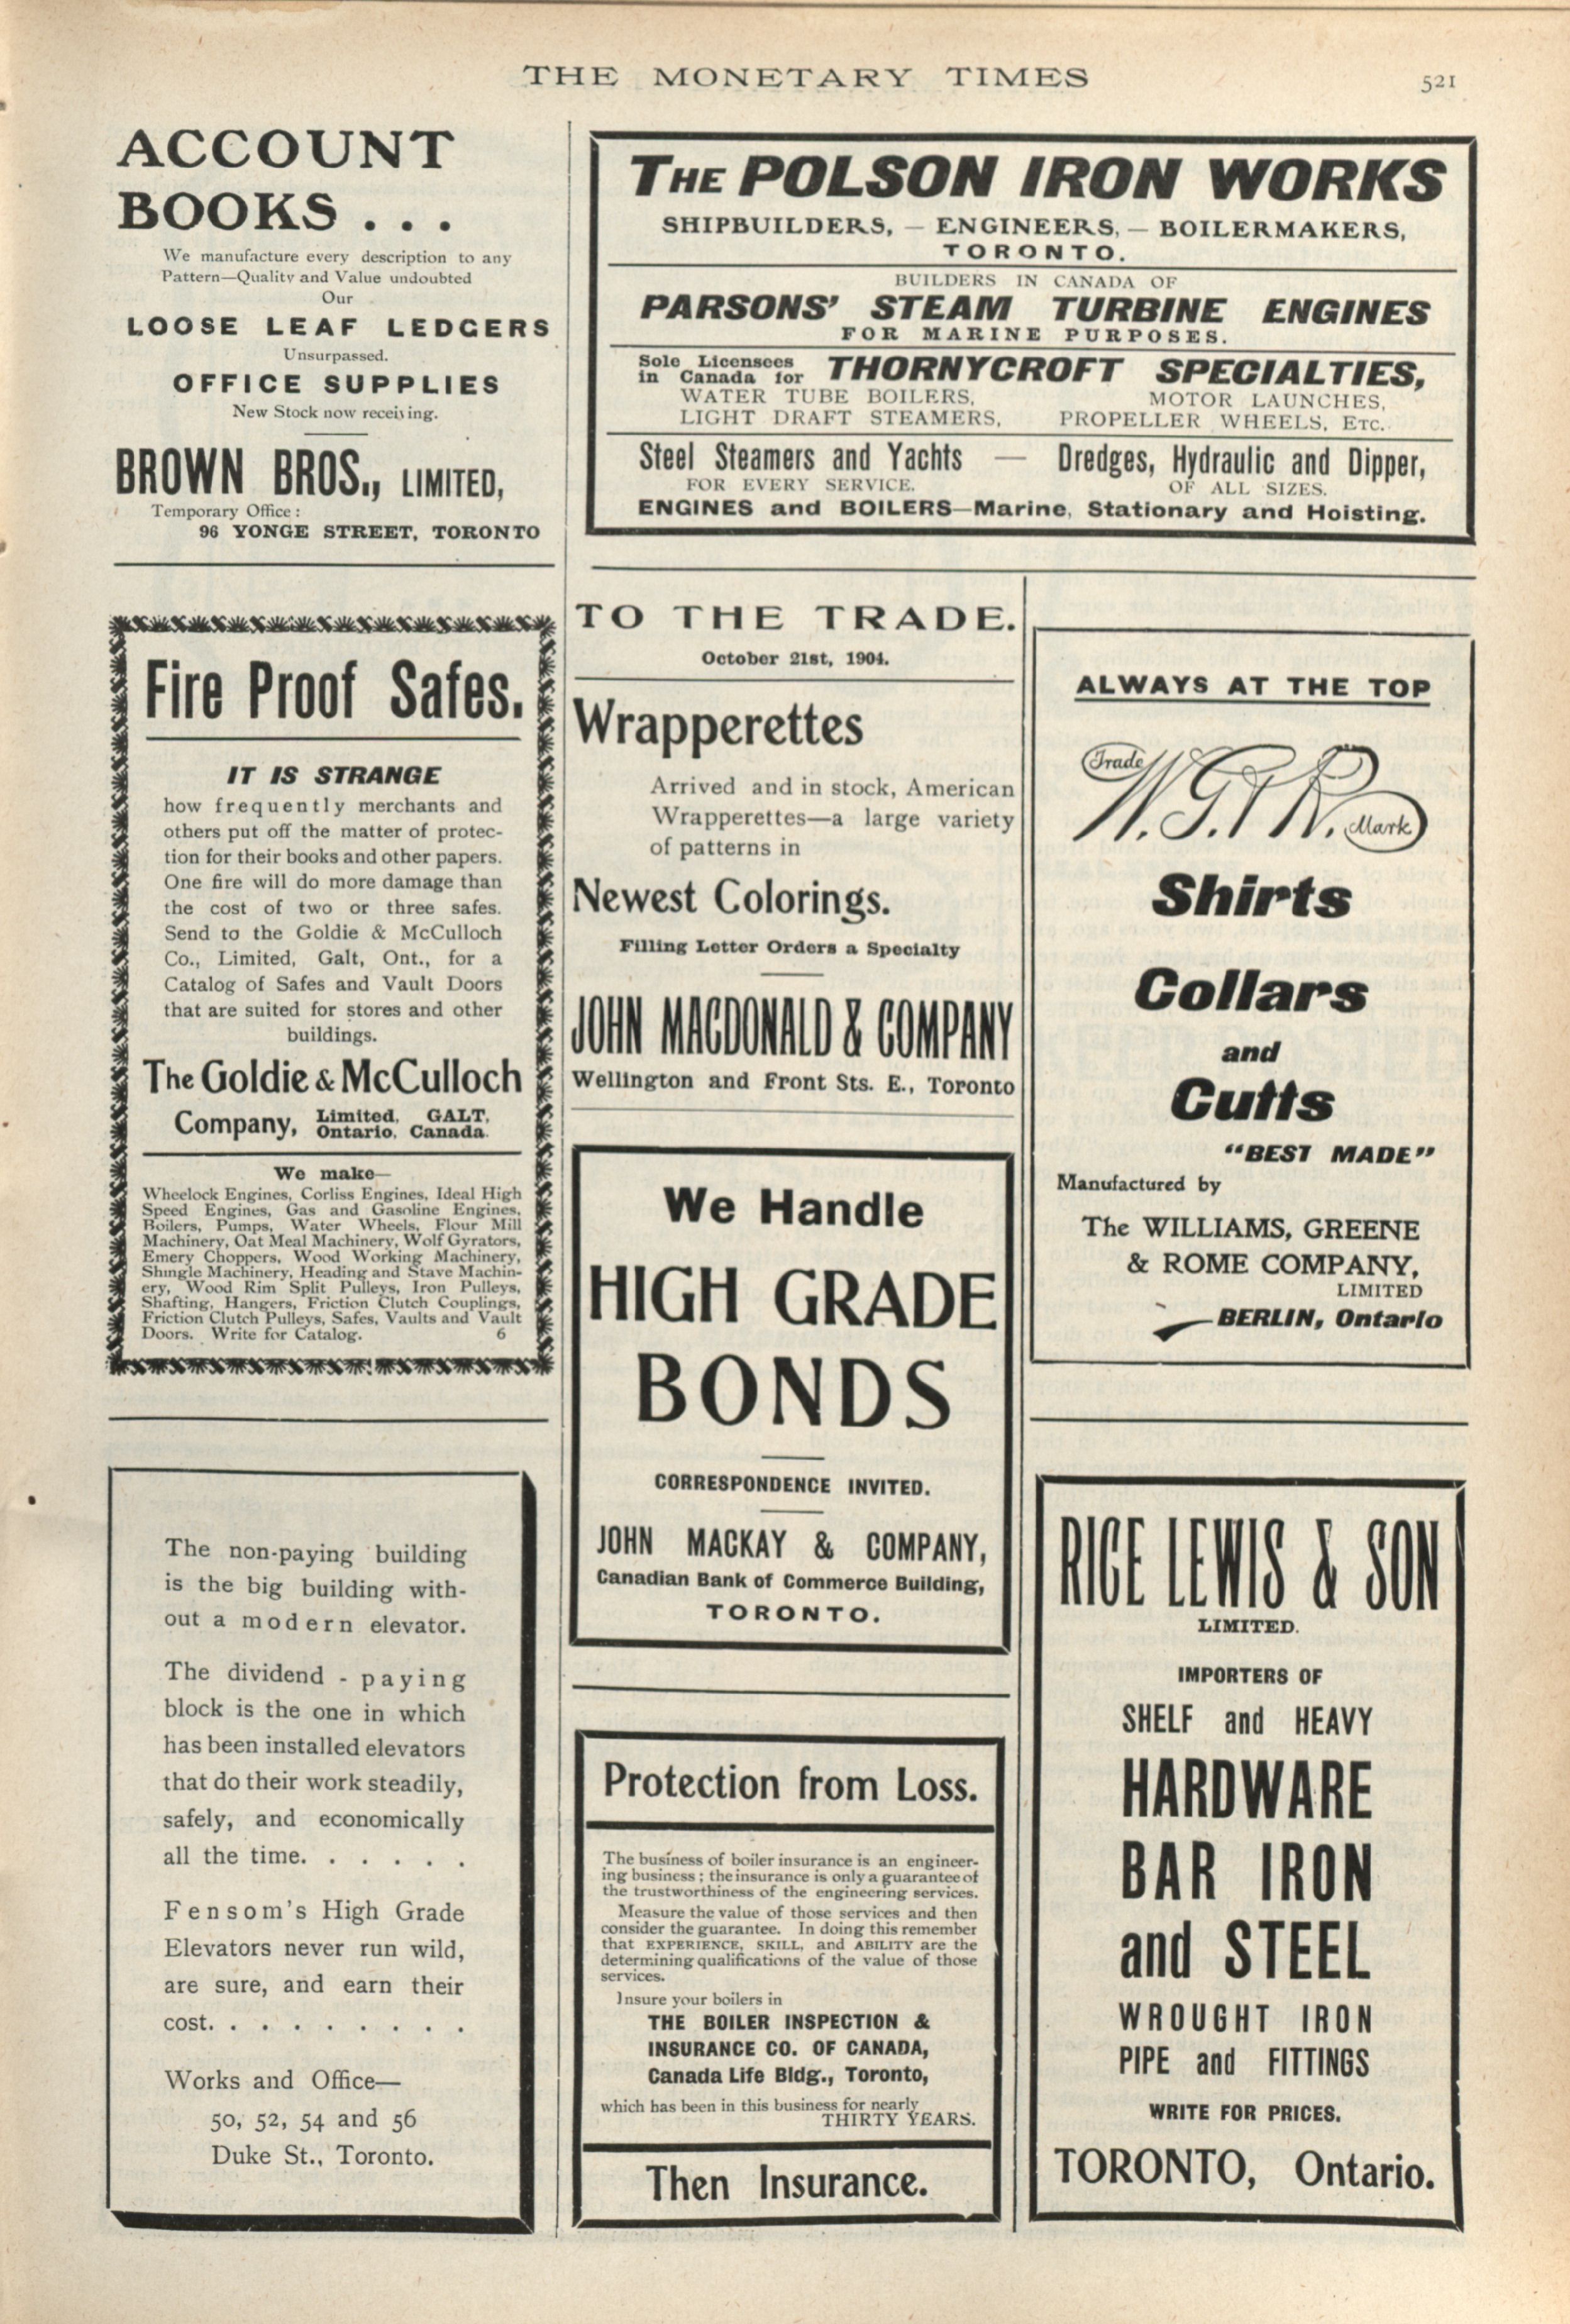 THE MONETARY TIMES
521
ACCOUNT
BOOKS . . .
We manufacture every description to any
Pattern—Quality and Value undoubted
Our
LOOSE LEAF LEDGERS
Unsurpassed.
OFFICE SUPPLIES
New Stock now receiving.
BROWN BROS., LIMITED,
Temporary Office:
96 YONGE STREET, TORONTO
THE POLSON IRON WORKS
SHIPBUILDERS, — ENGINEERS, — BOILERMAKERS,
TORONTO.
BUILDERS IN CANADA OF
PARSONS' STEAM TURBINE ENGINES
FOR MARINE PURPOSES.
Sole Licensees
in Canada for THORNYCROFT SPECIALTIES,
WATER TUBE BOILERS, MOTOR LAUNCHES,
LIGHT DRAFT STEAMERS, PROPELLER WHEELS, ETC.
Steel Steamers and Yachts — Dredges, Hydraulic and Dipper,
FOR EVERY SERVICE. OF ALL SIZES.
ENGINES and BOILERS—Marine, Stationary and Hoisting.
Fire Proof Safes.
IT IS STRANGE
how frequently merchants and
others put off the matter of protec-
tion for their books and other papers.
One fire will do more damage than
the cost of two or three safes.
Send to the Goldie & McCulloch
Co., Limited, Galt, Ont., for a
Catalog of Safes and Vault Doors
that are suited for stores and other
buildings.
The Goldie & McCulloch
Company, Limited, GALT,
Ontario, Canada.
We make—
Wheelock Engines, Corliss Engines, Ideal High
Speed Engines, Gas and Gasoline Engines,
Boilers, Pumps, Water Wheels, Flour Mill
Machinery, Oat Meal Machinery, Wolf Gyrators,
Emery Choppers, Wood Working Machinery,
Shingle Machinery, Heading and Stave Machin-
ery, Wood Rim Split Pulleys, Iron Pulleys,
Shafting, Hangers, Friction Clutch Couplings,
Friction Clutch Pulleys, Safes, Vaults and Vault
Doors. Write for Catalog. 6
The non-paying building
is the big building with-
out a modern elevator.
The dividend - paying
block is the one in which
has been installed elevators
that do their work steadily,
safely, and economically
all the time. . . . . .
Fensom's High Grade
Elevators never run wild,
are sure, and earn their
cost. . . . . . . . .
Works and Office—
50, 52, 54 and 56
Duke St., Toronto.
TO THE TRADE.
October 21st, 1904.
Wrapperettes
Arrived and in stock, American
Wrapperettes—a large variety
of patterns in
Newest Colorings.
Filling Letter Orders a Specialty
JOHN MACDONALD & COMPANY
Wellington and Front Sts. E., Toronto
We Handle
HIGH GRADE
BONDS
CORRESPONDENCE INVITED.
JOHN MACKAY & COMPANY,
Canadian Bank of Commerce Building,
TORONTO.
Protection from Loss.
The business of boiler insurance is an engineer-
ing business; the insurance is only a guarantee of
the trustworthiness of the engineering services.
Measure the value of those services and then
consider the guarantee. In doing this remember
that EXPERIENCE, SKILL, and ABILITY are the
determining qualifications of the value of those
services.
Insure your boilers in
THE BOILER INSPECTION &
INSURANCE CO. OF CANADA,
Canada Life Bldg., Toronto,
which has been in this business for nearly
THIRTY YEARS.
Then Insurance.
ALWAYS AT THE TOP
Trade
W.G.&R.
Mark
Shirts
Collars
and
Cuffs
"BEST MADE"
Manufactured by
The WILLIAMS, GREENE
& ROME COMPANY,
LIMITED
BERLIN, Ontario
RICE LEWIS & SON
LIMITED.
IMPORTERS OF
SHELF and HEAVY
HARDWARE
BAR IRON
and STEEL
WROUGHT IRON
PIPE and FITTINGS
WRITE FOR PRICES.
TORONTO, Ontario.